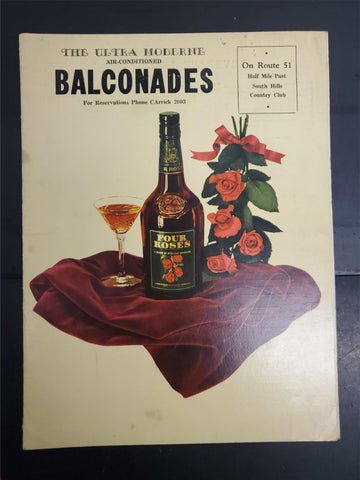 THE ULTRA MODERNE
AIR-CONDITIONED
BALCONADES
For Reservations Phone CArrick 2603
On Route 51
Half Mile Past
South Hills
Country Club
FOUR
ROSES